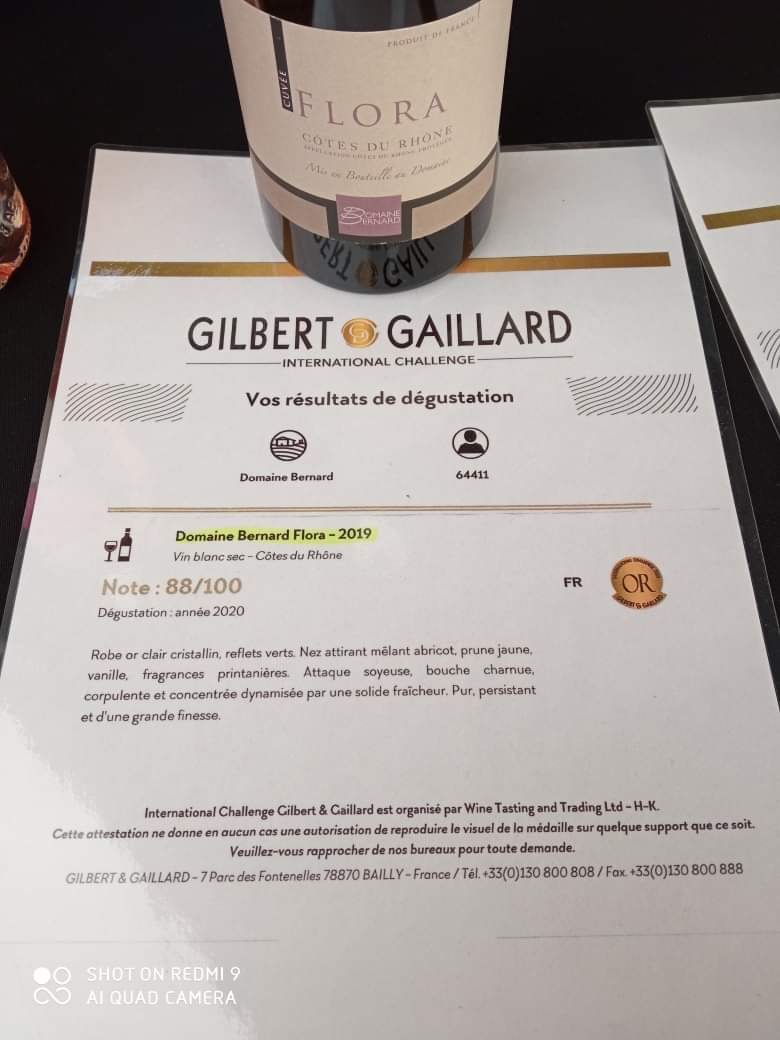 PRODUIT DE FRANCE
CUVÉE
FLORA
CÔTES DU RHÔNE
APPELLATION CÔTES DU RHÔNE PROTÉGÉE
Mis en Bouteille au Domaine
DOMAINE
BERNARD
GILBERT GAILLARD
INTERNATIONAL CHALLENGE
Vos résultats de dégustation
Domaine Bernard
64411
Domaine Bernard Flora – 2019
Vin blanc sec – Côtes du Rhône
Note : 88/100
FR
OR
GILBERT & GAILLARD
Dégustation : année 2020
Robe or clair cristallin, reflets verts. Nez attirant mêlant abricot, prune jaune,
vanille, fragrances printanières. Attaque soyeuse, bouche charnue,
corpulente et concentrée dynamisée par une solide fraîcheur. Pur, persistant
et d'une grande finesse.
International Challenge Gilbert & Gaillard est organisé par Wine Tasting and Trading Ltd – H-K.
Cette attestation ne donne en aucun cas une autorisation de reproduire le visuel de la médaille sur quelque support que ce soit.
Veuillez-vous rapprocher de nos bureaux pour toute demande.
GILBERT & GAILLARD – 7 Parc des Fontenelles 78870 BAILLY – France / Tél. +33(0)130 800 808 / Fax. +33(0)130 800 888
SHOT ON REDMI 9
AI QUAD CAMERA